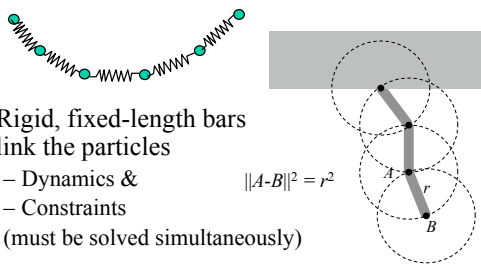 Rigid, fixed-length bars
link the particles
– Dynamics &
– Constraints
(must be solved simultaneously)
||A-B||² = r²
A
r
B